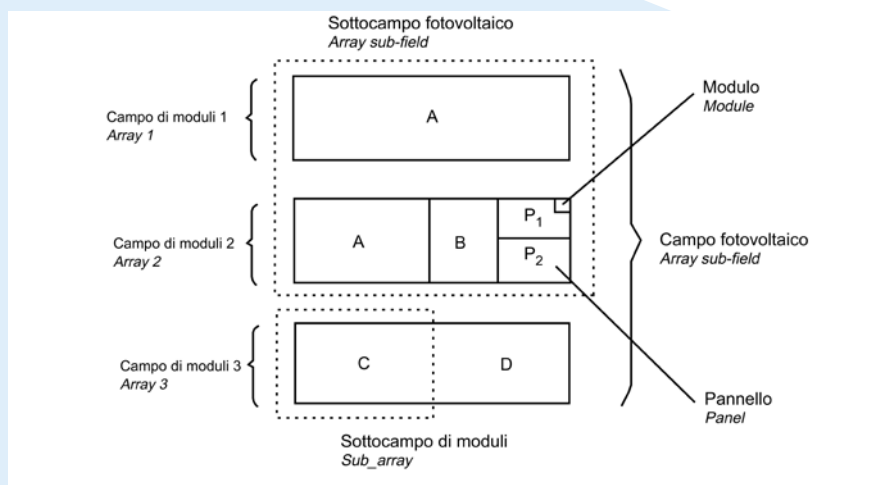 Sottocampo fotovoltaico
Array sub-field
Campo di moduli 1
Array 1
A
Modulo
Module
Campo di moduli 2
Array 2
A
B
P1
P2
Campo fotovoltaico
Array sub-field
Campo di moduli 3
Array 3
C
D
Pannello
Panel
Sottocampo di moduli
Sub_array